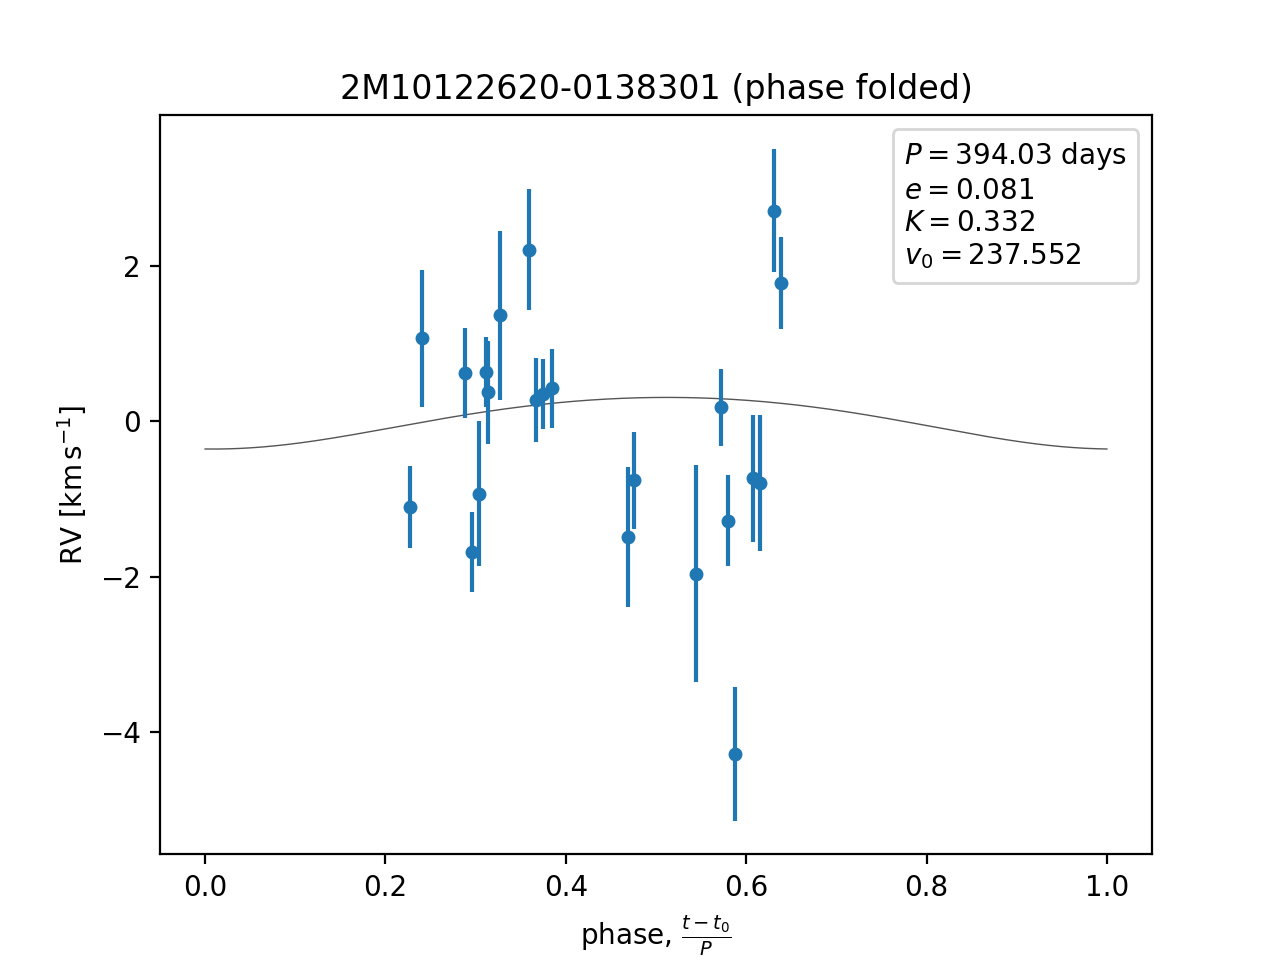 2M10122620-0138301 (phase folded)
P = 394.03 days
e = 0.081
K = 0.332
v₀ = 237.552
RV [km s⁻¹]
2
0
−2
−4
0.0 0.2 0.4 0.6 0.8 1.0
phase, (t − t₀)/P